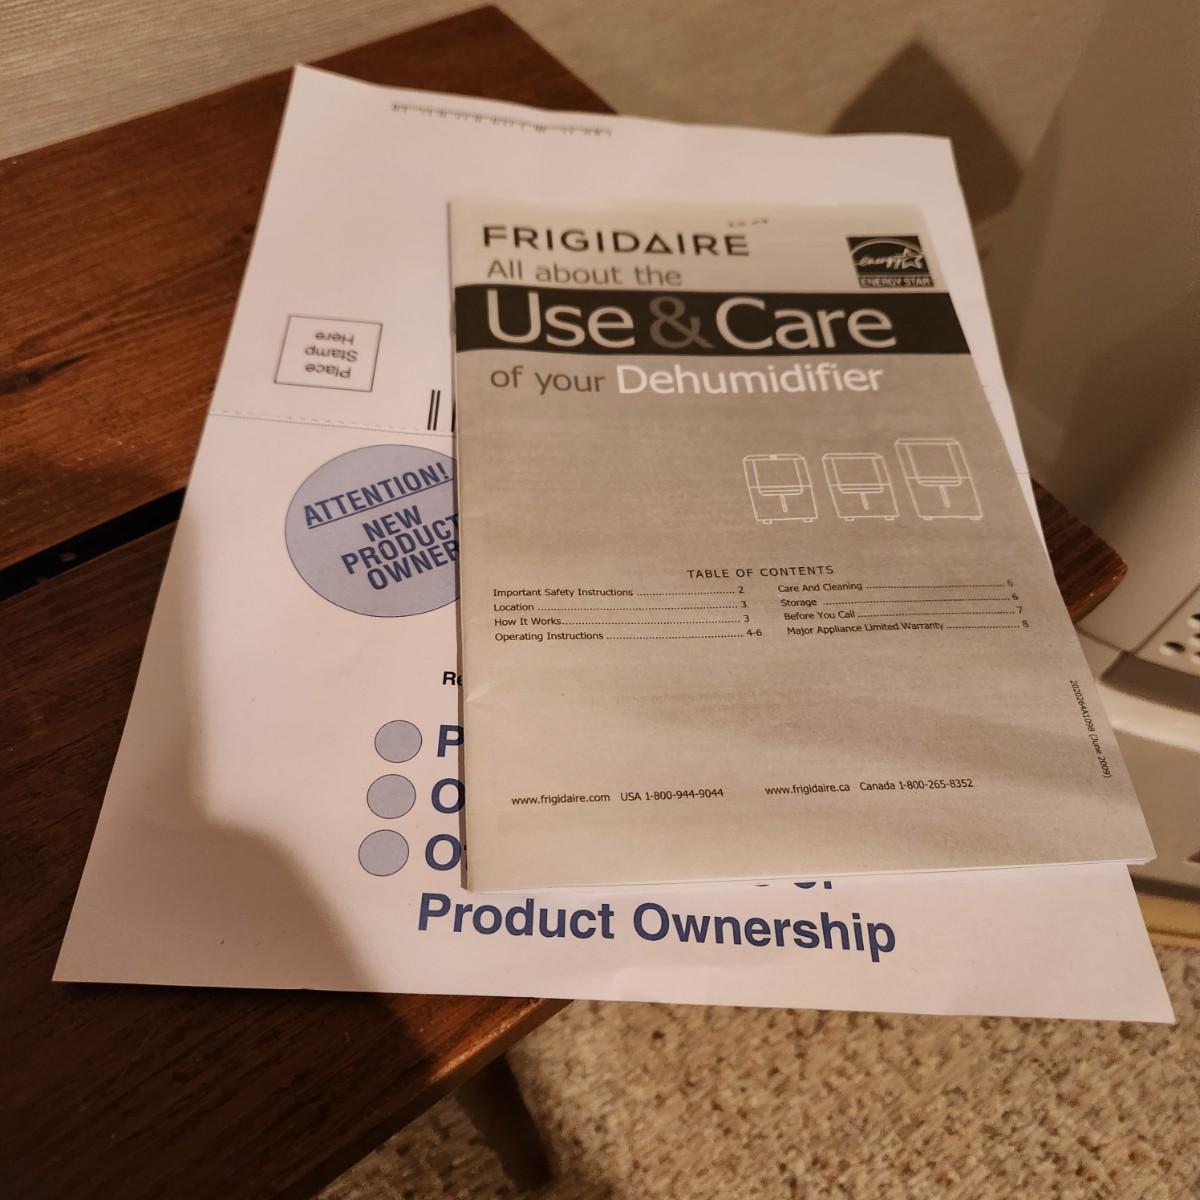 FRIGIDAIRE
All about the
Use & Care
of your Dehumidifier
ENERGY STAR
TABLE OF CONTENTS
Important Safety Instructions ........................... 2
Location ........................................................ 3
How It Works.................................................. 3
Operating Instructions ..................................... 4-6
Care And Cleaning ........................................ 6
Storage ....................................................... 6
Before You Call ............................................. 7
Major Appliance Limited Warranty ..................... 8
www.frigidaire.com USA 1-800-944-9044
www.frigidaire.ca Canada 1-800-265-8352
(June 2009)
Place
Stamp
Here
ATTENTION!
NEW
PRODUCT
OWNER
Product Ownership